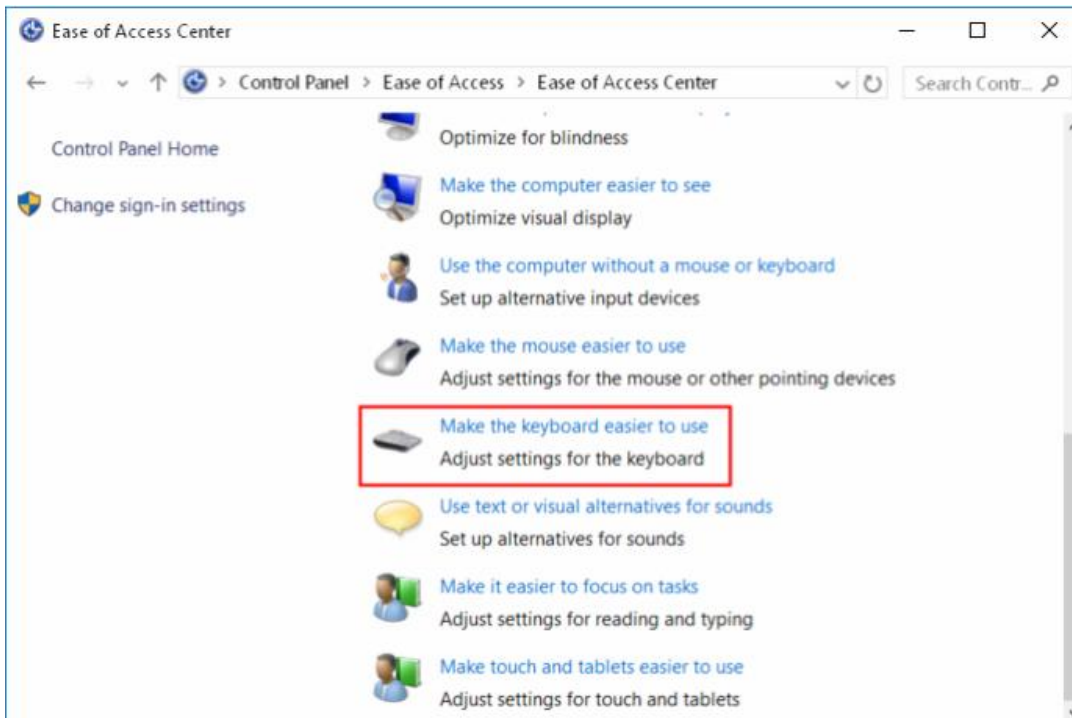 Ease of Access Center
Control Panel > Ease of Access > Ease of Access Center
Search Contr...
Control Panel Home
Change sign-in settings
Optimize for blindness
Make the computer easier to see
Optimize visual display
Use the computer without a mouse or keyboard
Set up alternative input devices
Make the mouse easier to use
Adjust settings for the mouse or other pointing devices
Make the keyboard easier to use
Adjust settings for the keyboard
Use text or visual alternatives for sounds
Set up alternatives for sounds
Make it easier to focus on tasks
Adjust settings for reading and typing
Make touch and tablets easier to use
Adjust settings for touch and tablets